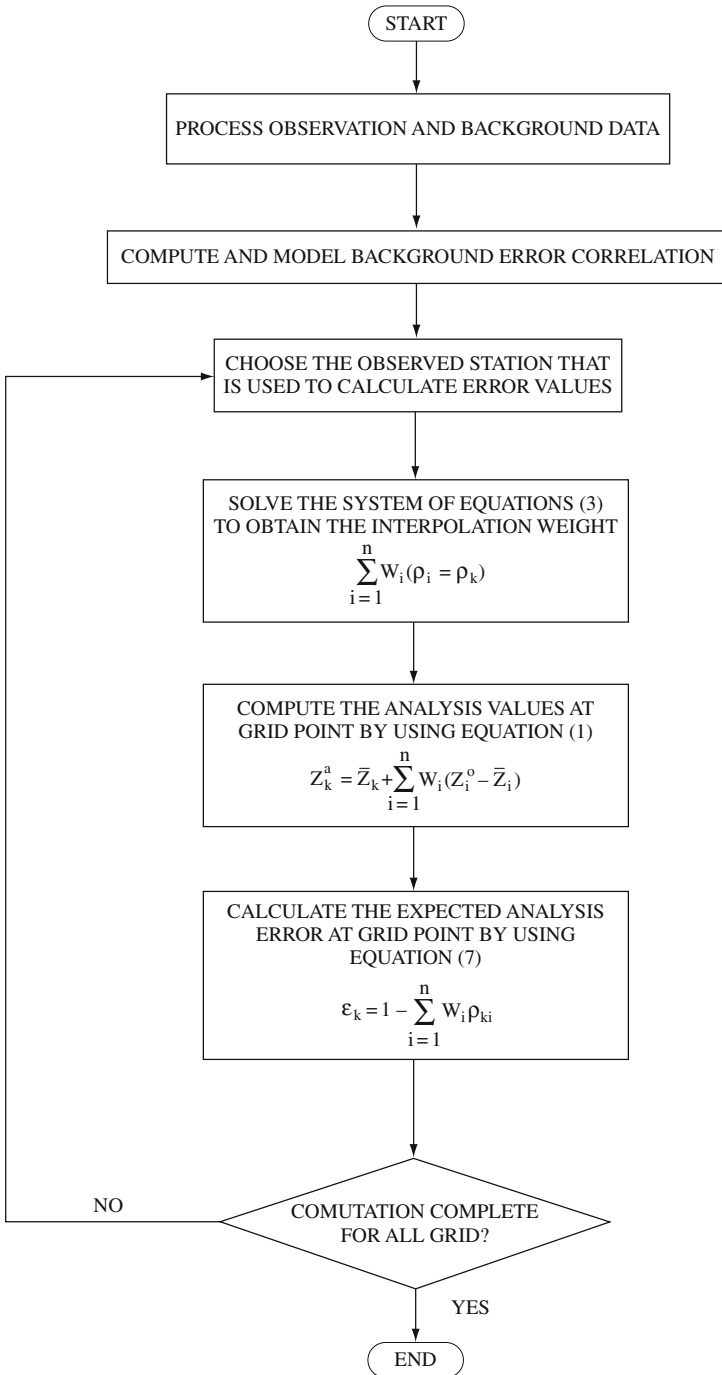 START
PROCESS OBSERVATION AND BACKGROUND DATA
COMPUTE AND MODEL BACKGROUND ERROR CORRELATION
CHOOSE THE OBSERVED STATION THAT
IS USED TO CALCULATE ERROR VALUES
SOLVE THE SYSTEM OF EQUATIONS (3)
TO OBTAIN THE INTERPOLATION WEIGHT
n
∑ W_i(ρ_i = ρ_k)
i = 1
COMPUTE THE ANALYSIS VALUES AT
GRID POINT BY USING EQUATION (1)
n
Z_k^a = Z̄_k + ∑ W_i(Z_i^o – Z̄_i)
i = 1
CALCULATE THE EXPECTED ANALYSIS
ERROR AT GRID POINT BY USING
EQUATION (7)
n
ε_k = 1 – ∑ W_i ρ_ki
i = 1
COMUTATION COMPLETE
FOR ALL GRID?
NO
YES
END